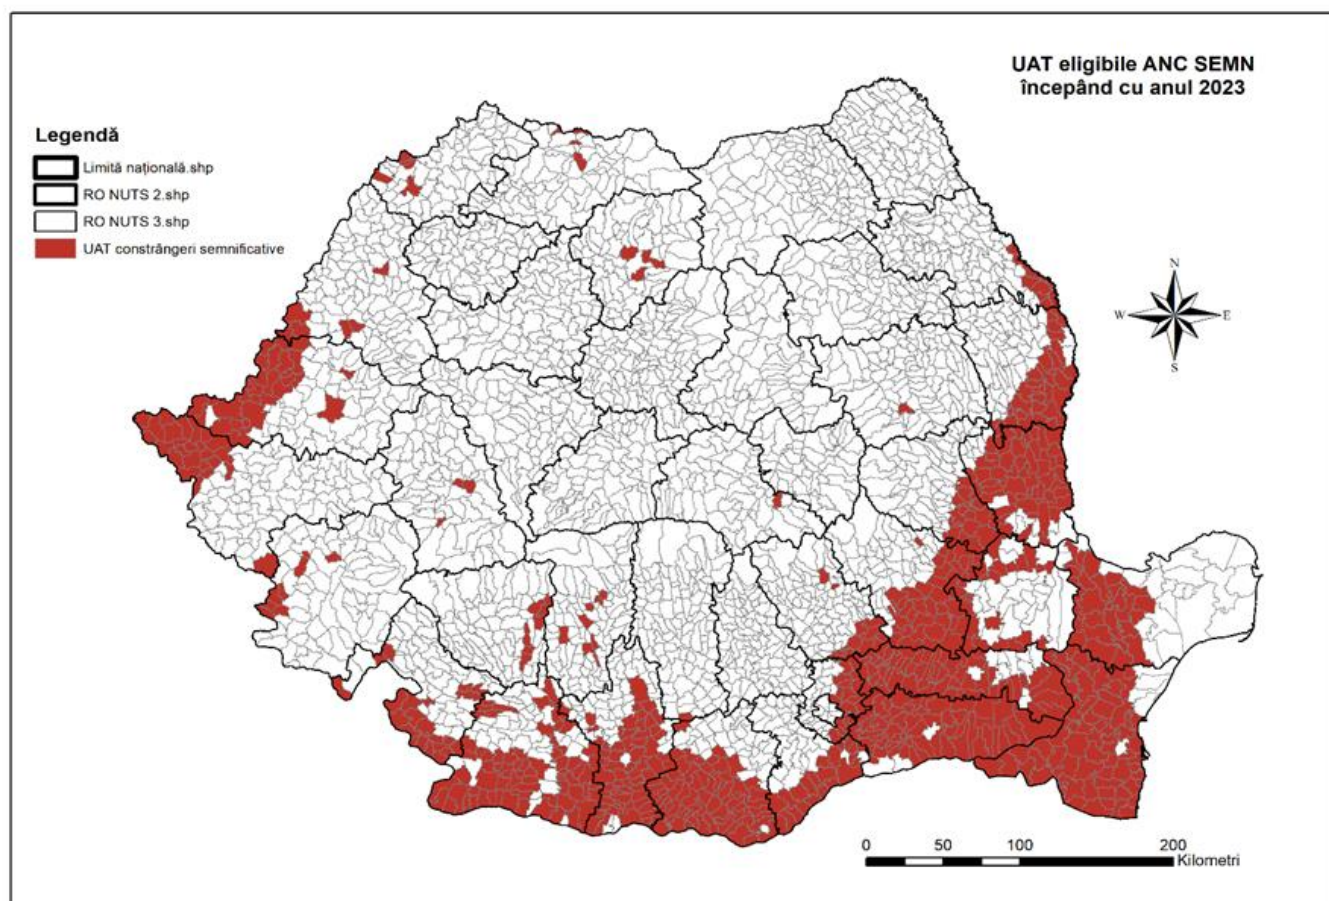 UAT eligibile ANC SEMN
începând cu anul 2023
Legendă
Limită națională.shp
RO NUTS 2.shp
RO NUTS 3.shp
UAT constrângeri semnificative
N
W E
S
0 50 100 200
Kilometri